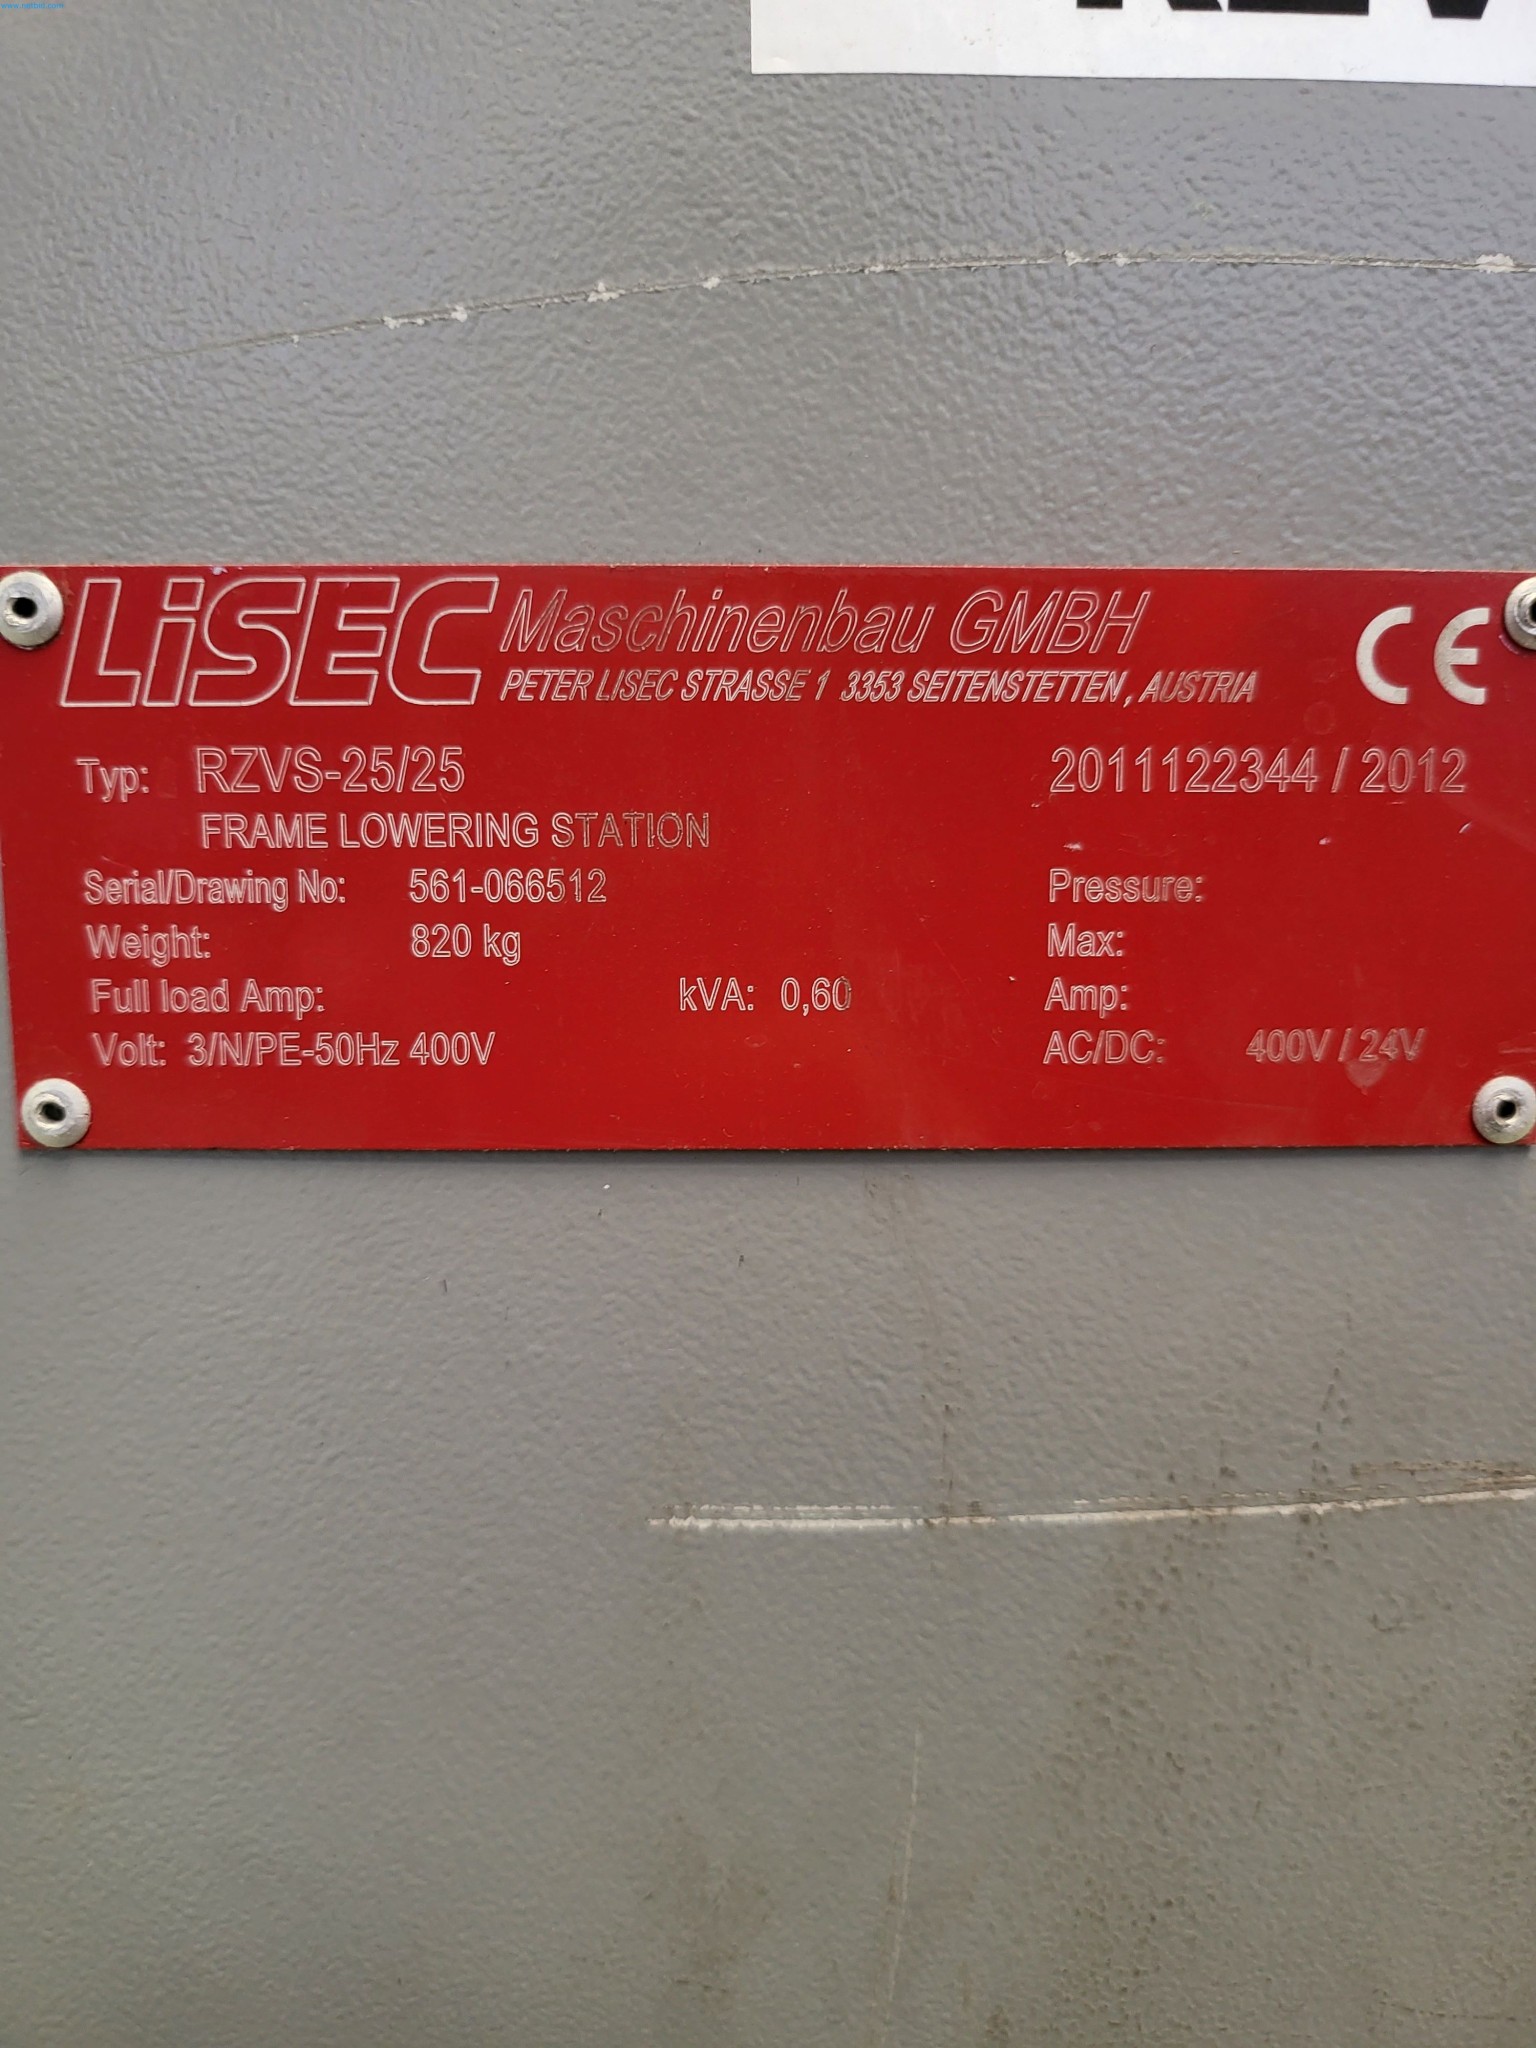 LiSEC Maschinenbau GMBH
PETER LISEC STRASSE 1 3353 SEITENSTETTEN, AUSTRIA
CE
Typ: RZVS-25/25 2011122344 / 2012
FRAME LOWERING STATION
Serial/Drawing No: 561-066512 Pressure:
Weight: 820 kg Max:
Full load Amp: kVA: 0,60 Amp:
Volt: 3/N/PE-50Hz 400V AC/DC: 400V / 24V